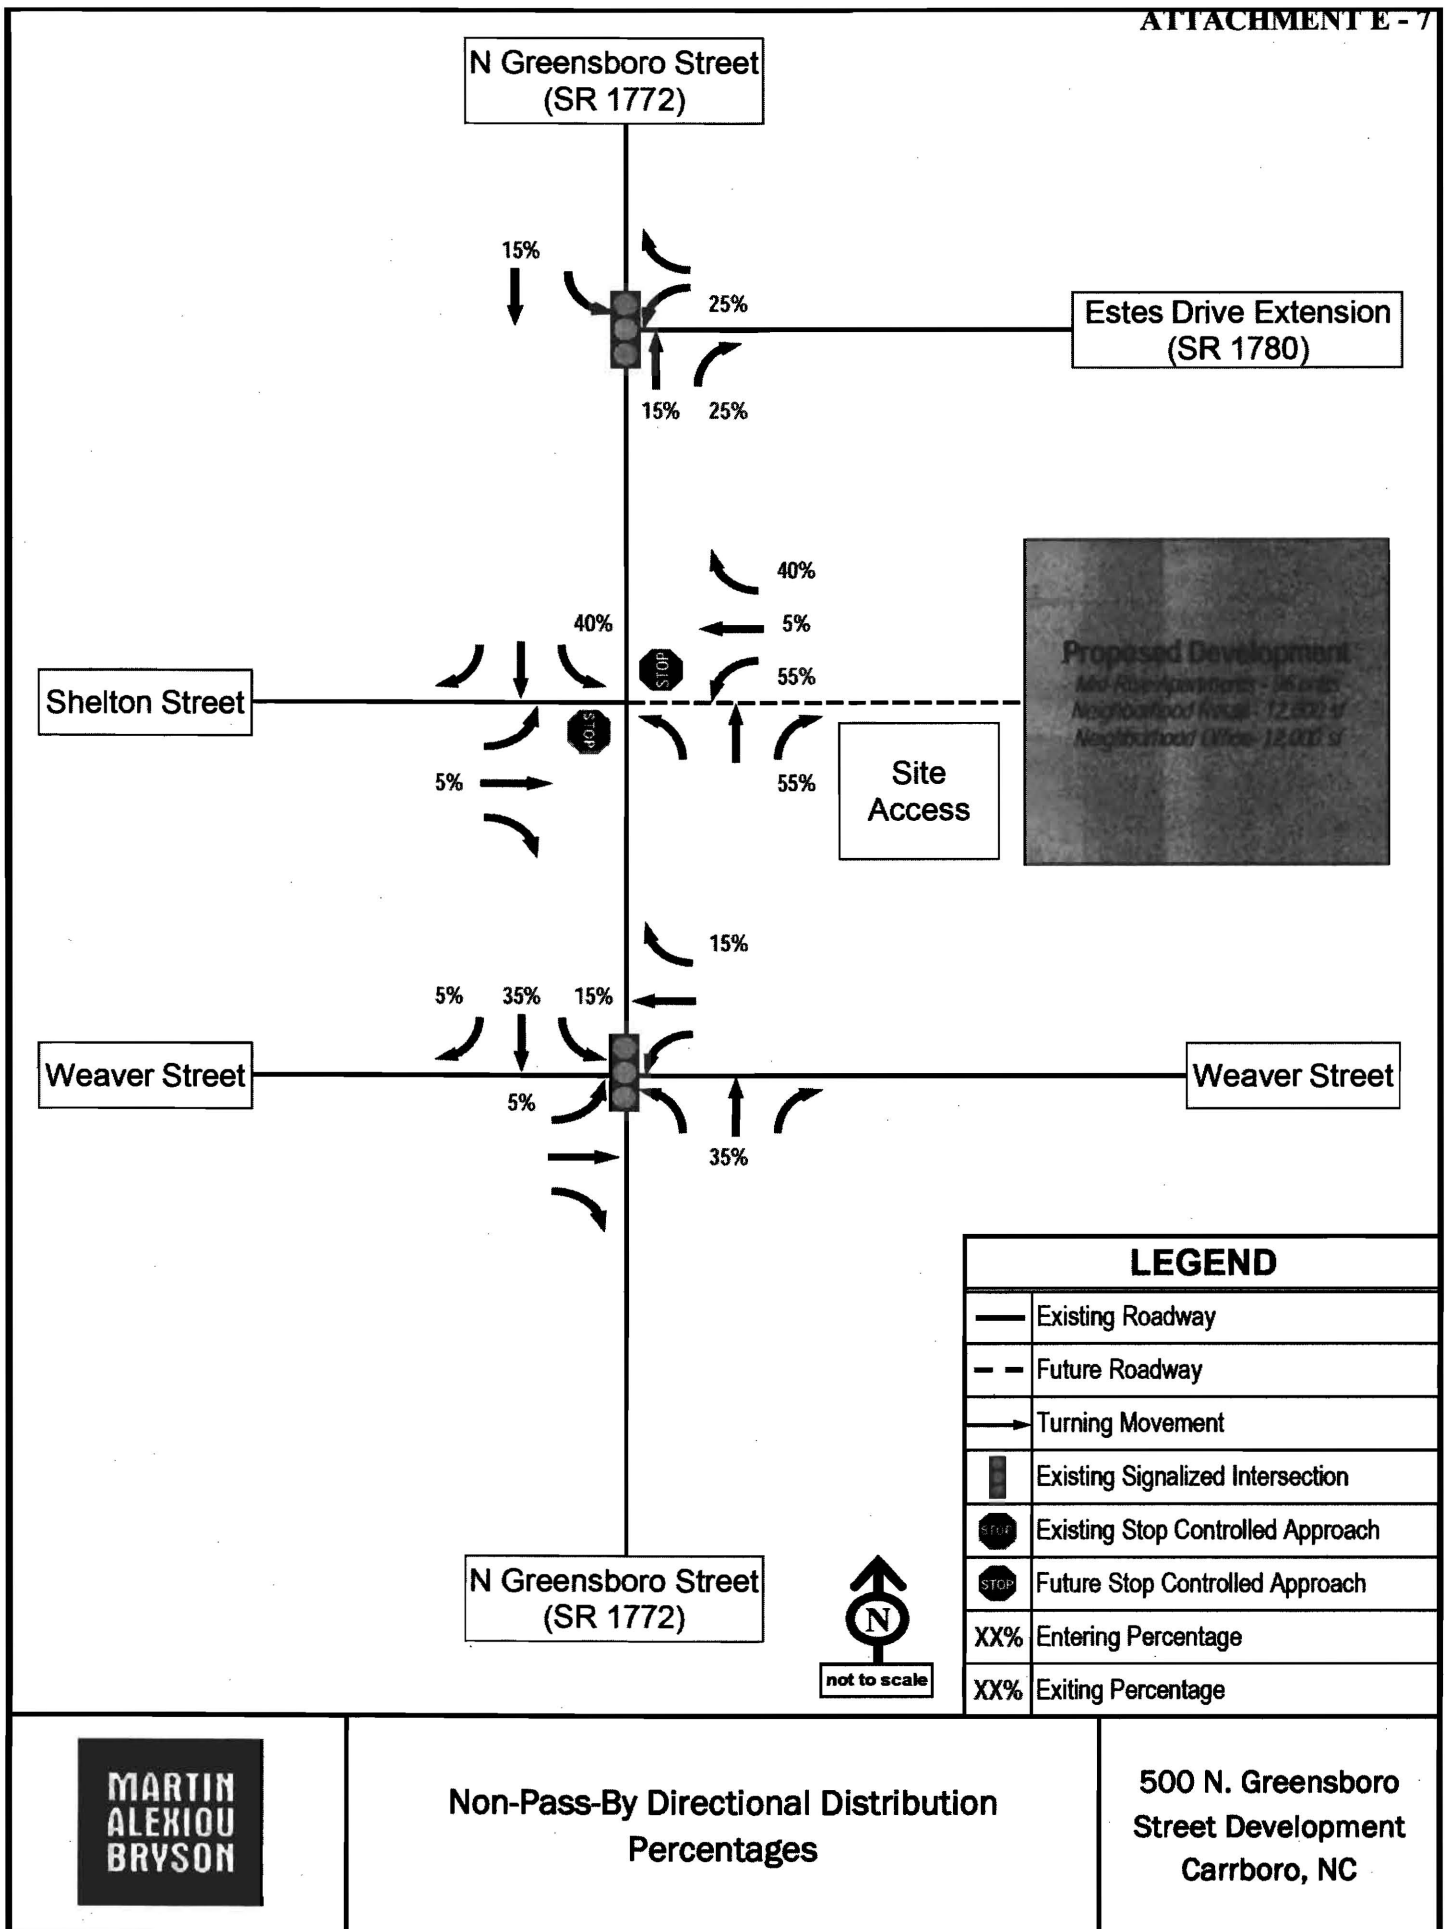 ATTACHMENT E - 7
N Greensboro Street
(SR 1772)
15%
25%
Estes Drive Extension
(SR 1780)
15% 25%
40%
40%
5%
STOP
55%
Shelton Street
STOP
5%
55%
Site
Access
Proposed Development
Neighborhood Office
15%
5% 35% 15%
Weaver Street
Weaver Street
5%
35%
LEGEND
Existing Roadway
Future Roadway
Turning Movement
Existing Signalized Intersection
STOP Existing Stop Controlled Approach
STOP Future Stop Controlled Approach
XX% Entering Percentage
XX% Exiting Percentage
N Greensboro Street
(SR 1772)
N
not to scale
MARTIN
ALEXIOU
BRYSON
Non-Pass-By Directional Distribution
Percentages
500 N. Greensboro
Street Development
Carrboro, NC